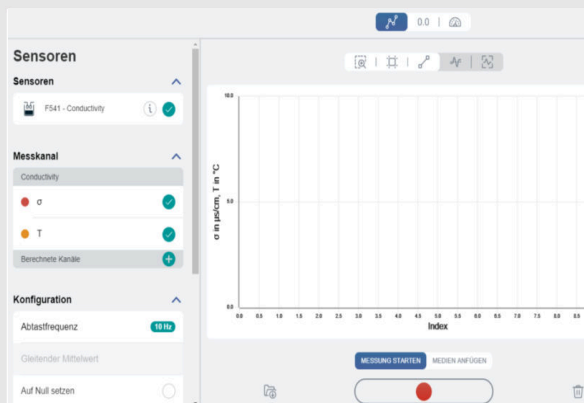 0.0
Sensoren
Sensoren
F541 - Conductivity
Messkanal
Conductivity
σ
T
Berechnete Kanäle
Konfiguration
Abtastfrequenz 10 Hz
Gleitender Mittelwert
Auf Null setzen
10.0
5.0
0.0
σ in µs/cm, T in °C
0.0 0.5 1.0 1.5 2.0 2.5 3.0 3.5 4.0 4.5 5.0 5.5 6.0 6.5 7.0 7.5 8.0 8.5
Index
MESSUNG STARTEN MEDIEN ANFÜGEN